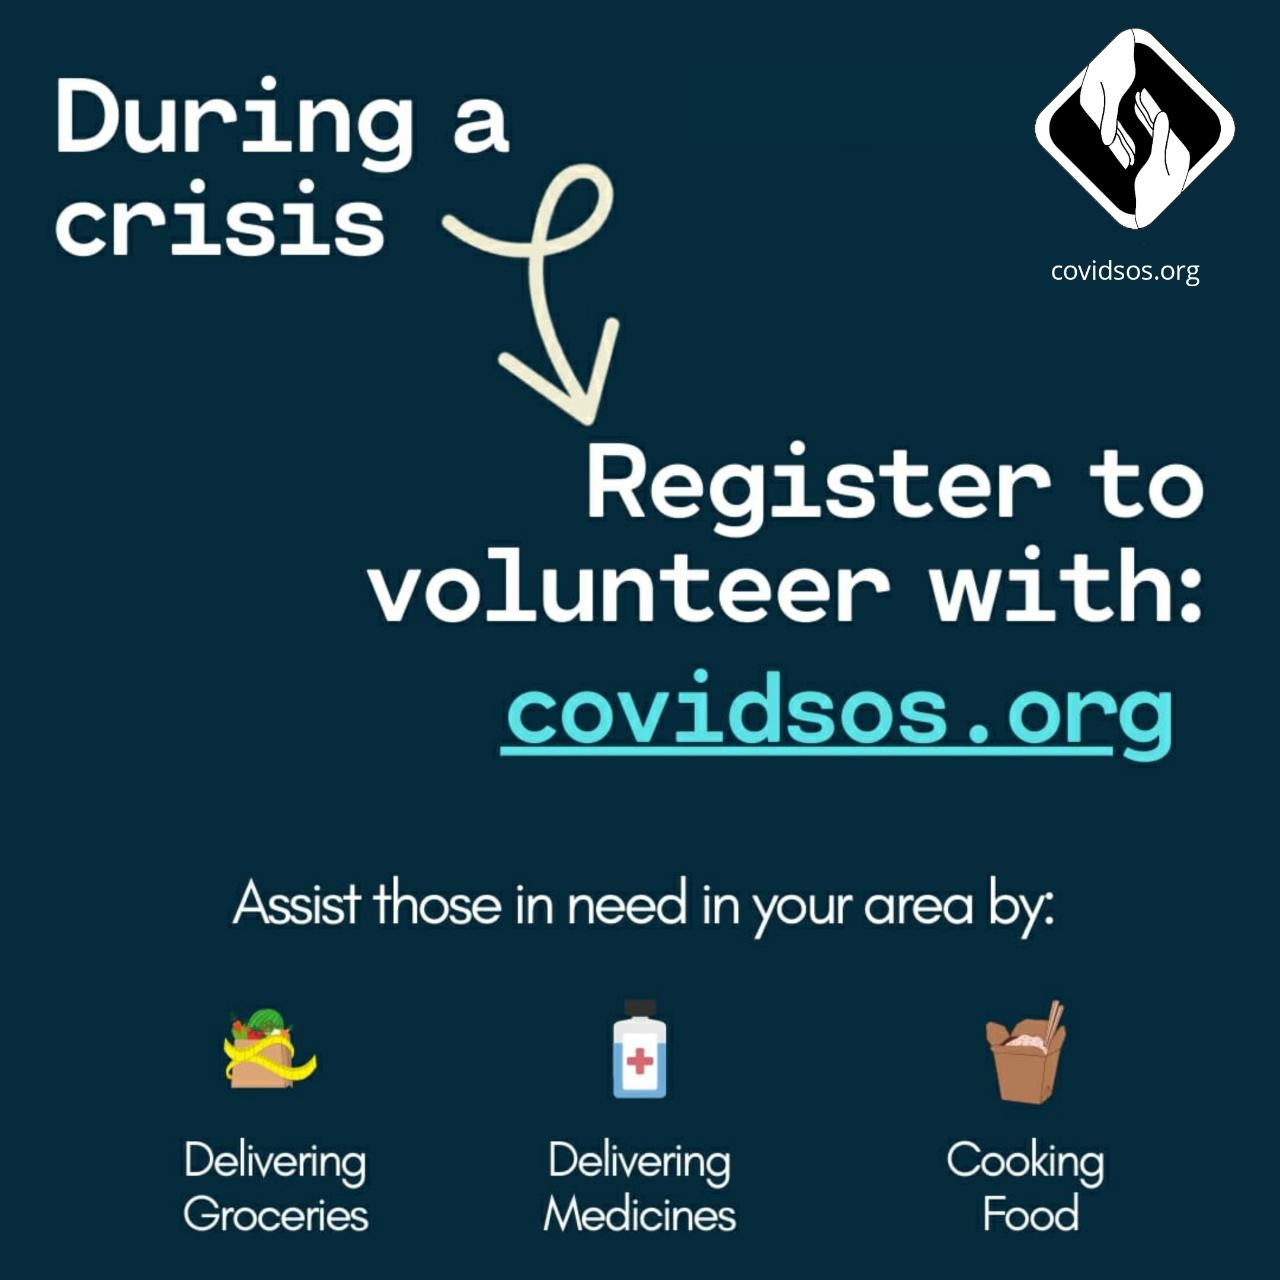 During a
crisis
covidsos.org
Register to
volunteer with:
covidsos.org
Assist those in need in your area by:
Delivering
Groceries
Delivering
Medicines
Cooking
Food